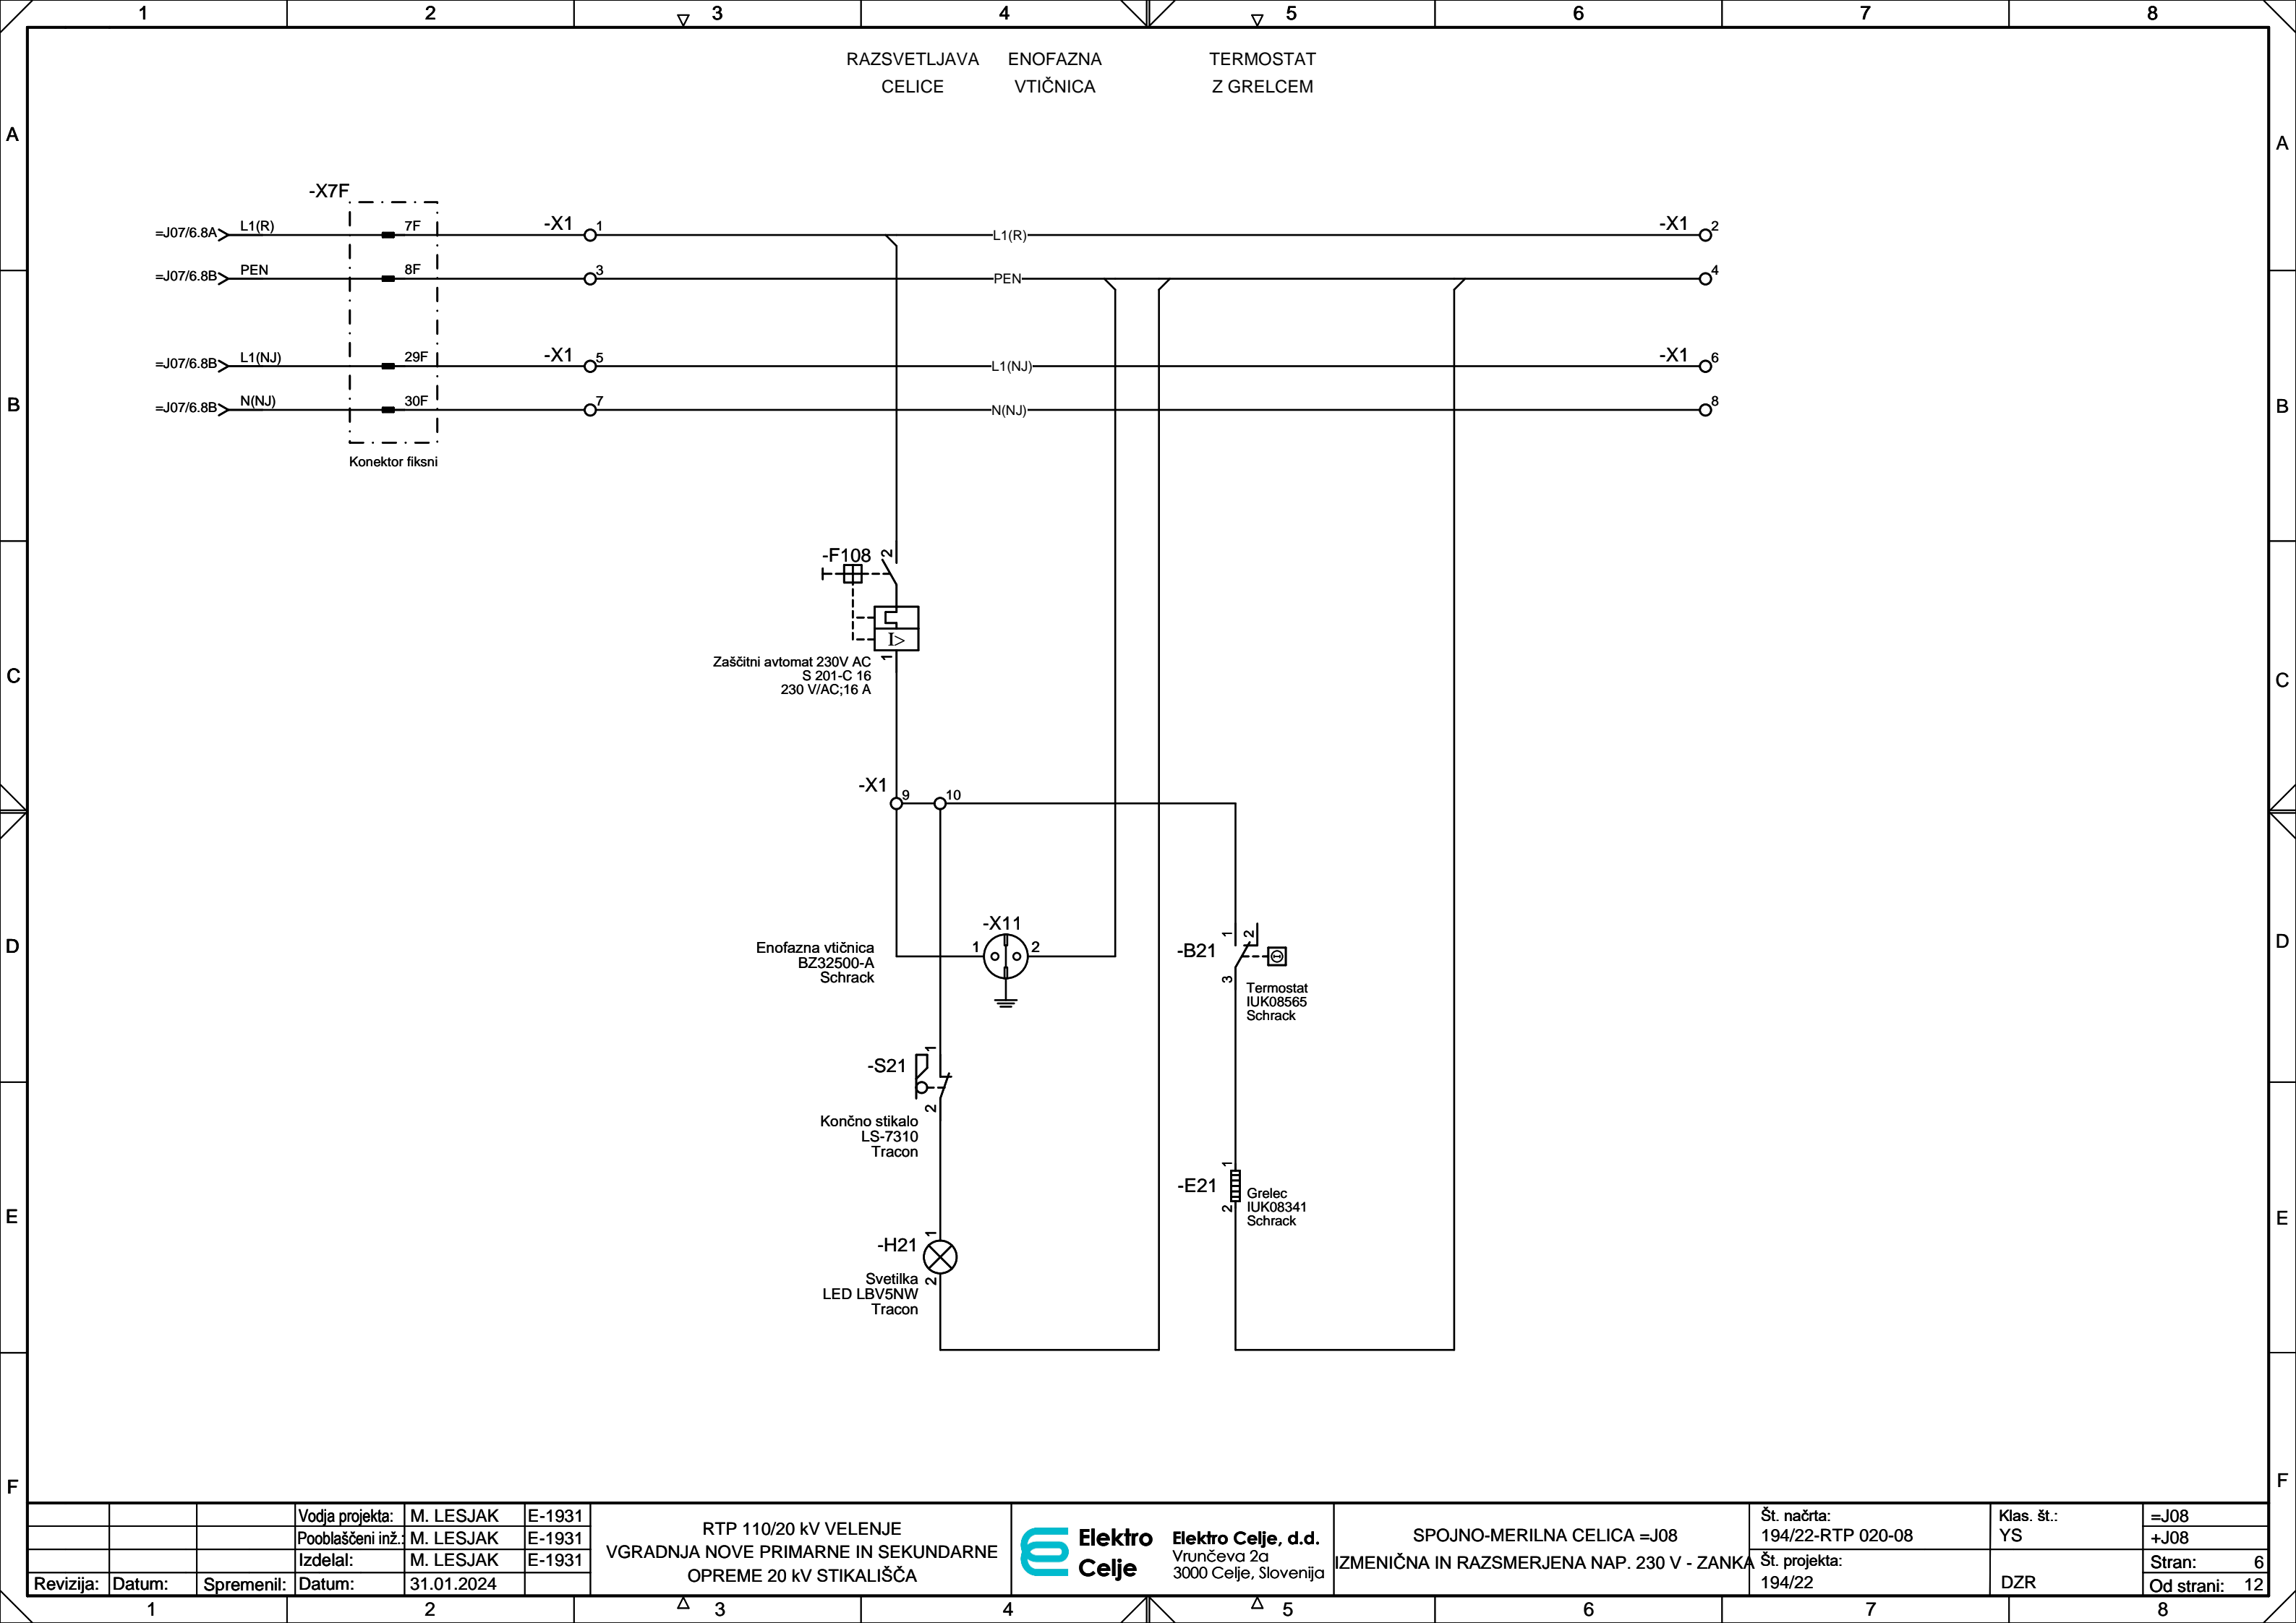 1 2 3 4 5 6 7 8
RAZSVETLJAVA
CELICE
ENOFAZNA
VTIČNICA
TERMOSTAT
Z GRELCEM
A A
-X7F
=J07/6.8A L1(R) 7F -X1 1 L1(R) -X1 2
=J07/6.8B PEN 8F 3 PEN 4
=J07/6.8B L1(NJ) 29F -X1 5 L1(NJ) -X1 6
B B
=J07/6.8B N(NJ) 30F 7 N(NJ) 8
Konektor fiksni
-F108 2
I>
1
Zaščitni avtomat 230V AC
S 201-C 16
230 V/AC;16 A
C C
-X1 9 10
D D
-X11
1 2
Enofazna vtičnica
BZ32500-A
Schrack
-B21 1 2
3
Termostat
IUK08565
Schrack
-S21 1
2
Končno stikalo
LS-7310
Tracon
-E21 1
2
Grelec
IUK08341
Schrack
E E
-H21 1
2
Svetilka
LED LBV5NW
Tracon
F F
Vodja projekta: M. LESJAK E-1931
Pooblaščeni inž.: M. LESJAK E-1931
Izdelal: M. LESJAK E-1931
Revizija: Datum: Spremenil: Datum: 31.01.2024
RTP 110/20 kV VELENJE
VGRADNJA NOVE PRIMARNE IN SEKUNDARNE
OPREME 20 kV STIKALIŠČA
Elektro
Celje
Elektro Celje, d.d.
Vrunčeva 2a
3000 Celje, Slovenija
SPOJNO-MERILNA CELICA =J08
IZMENIČNA IN RAZSMERJENA NAP. 230 V - ZANKA
Št. načrta:
194/22-RTP 020-08
Št. projekta:
194/22
Klas. št.:
YS
DZR
=J08
+J08
Stran: 6
Od strani: 12
1 2 3 4 5 6 7 8